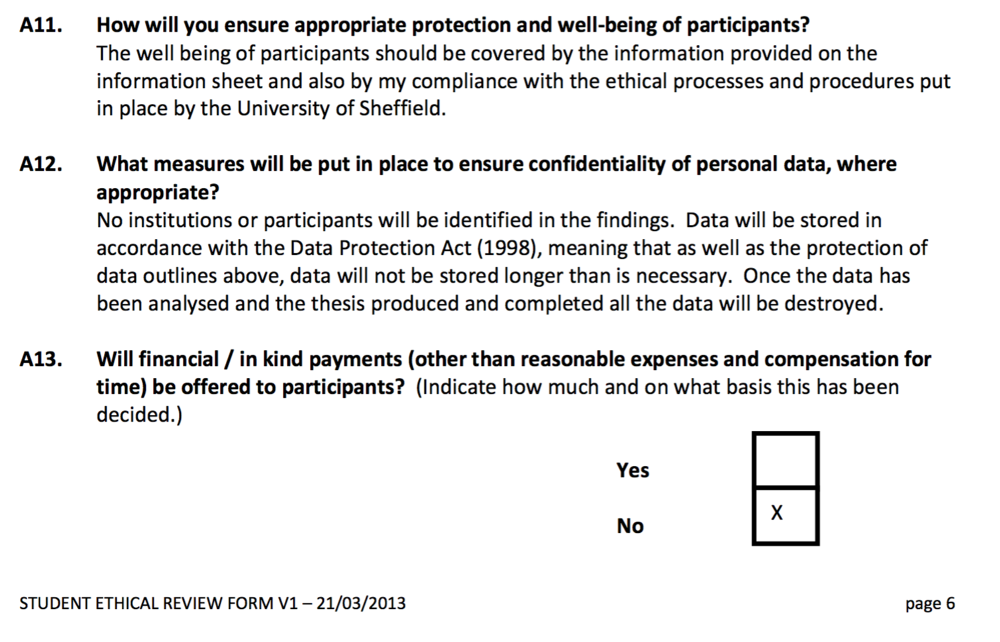 A11. How will you ensure appropriate protection and well-being of participants?
The well being of participants should be covered by the information provided on the
information sheet and also by my compliance with the ethical processes and procedures put
in place by the University of Sheffield.
A12. What measures will be put in place to ensure confidentiality of personal data, where
appropriate?
No institutions or participants will be identified in the findings.  Data will be stored in
accordance with the Data Protection Act (1998), meaning that as well as the protection of
data outlines above, data will not be stored longer than is necessary.  Once the data has
been analysed and the thesis produced and completed all the data will be destroyed.
A13. Will financial / in kind payments (other than reasonable expenses and compensation for
time) be offered to participants?  (Indicate how much and on what basis this has been
decided.)
Yes
No X
STUDENT ETHICAL REVIEW FORM V1 – 21/03/2013 page 6